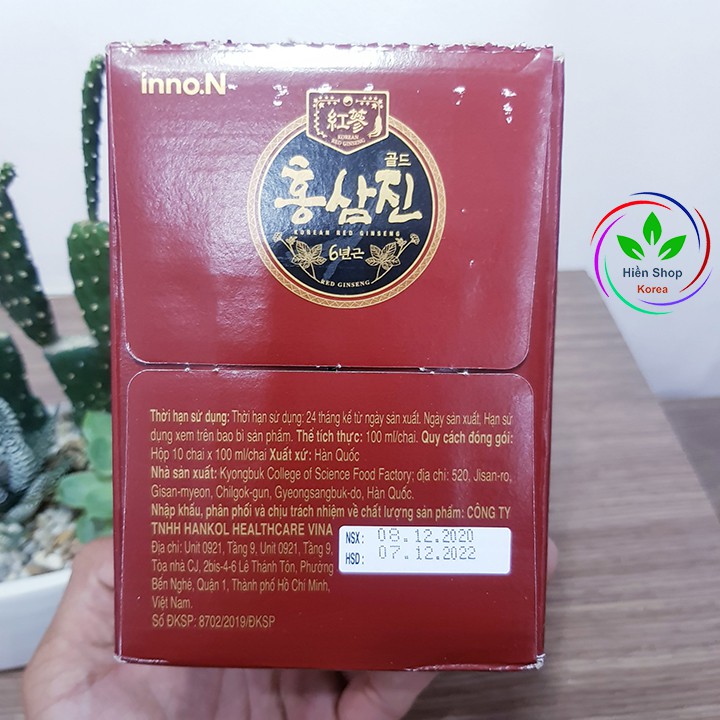 inno.N
紅蔘
KOREAN
RED GINSENG
골드
홍삼진
KOREAN RED GINSENG
6년근
RED GINSENG
Hiền Shop
Korea
Thời hạn sử dụng: Thời hạn sử dụng: 24 tháng kể từ ngày sản xuất. Ngày sản xuất. Hạn sử
dụng xem trên bao bì sản phẩm. Thể tích thực: 100 ml/chai. Quy cách đóng gói:
Hộp 10 chai x 100 ml/chai Xuất xứ: Hàn Quốc
Nhà sản xuất: Kyongbuk College of Science Food Factory; địa chỉ: 520, Jisan-ro,
Gisan-myeon, Chilgok-gun, Gyeongsangbuk-do, Hàn Quốc.
Nhập khẩu, phân phối và chịu trách nhiệm về chất lượng sản phẩm: CÔNG TY
TNHH HANKOL HEALTHCARE VINA
Địa chỉ: Unit 0921, Tầng 9, Unit 0921, Tầng 9,
Tòa nhà CJ, 2bis-4-6 Lê Thánh Tôn, Phường
Bến Nghé, Quận 1, Thành phố Hồ Chí Minh,
Việt Nam.
Số ĐKSP: 8702/2019/ĐKSP
NSX: 08.12.2020
HSD: 07.12.2022